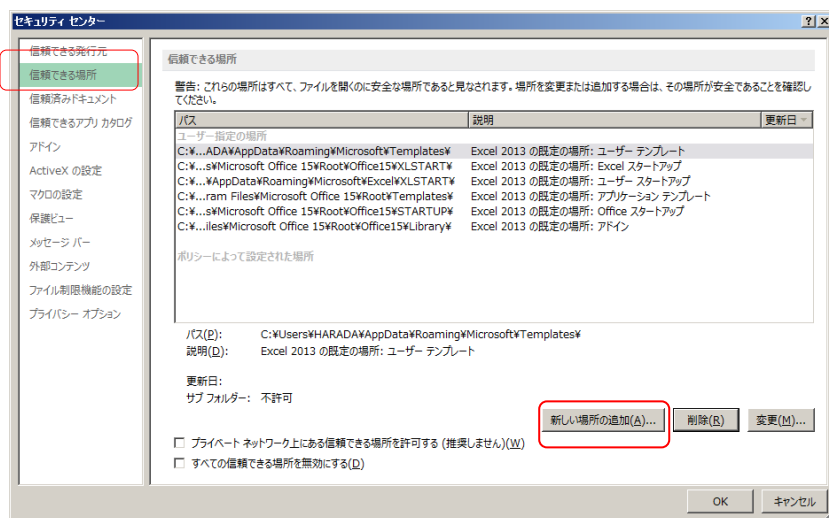 セキュリティ センター
信頼できる発行元
信頼できる場所
信頼済みドキュメント
信頼できるアプリ カタログ
アドイン
ActiveX の設定
マクロの設定
保護ビュー
メッセージ バー
外部コンテンツ
ファイル制限機能の設定
プライバシー オプション
信頼できる場所
警告: これらの場所はすべて、ファイルを開くのに安全な場所であると見なされます。場所を変更または追加する場合は、その場所が安全であることを確認し
てください。
パス 説明 更新日
ユーザー指定の場所
C:¥...ADA¥AppData¥Roaming¥Microsoft¥Templates¥ Excel 2013 の既定の場所: ユーザー テンプレート
C:¥...s¥Microsoft Office 15¥Root¥Office15¥XLSTART¥ Excel 2013 の既定の場所: Excel スタートアップ
C:¥...¥AppData¥Roaming¥Microsoft¥Excel¥XLSTART¥ Excel 2013 の既定の場所: ユーザー スタートアップ
C:¥...ram Files¥Microsoft Office 15¥Root¥Templates¥ Excel 2013 の既定の場所: アプリケーション テンプレート
C:¥...s¥Microsoft Office 15¥Root¥Office15¥STARTUP¥ Excel 2013 の既定の場所: Office スタートアップ
C:¥...iles¥Microsoft Office 15¥Root¥Office15¥Library¥ Excel 2013 の既定の場所: アドイン
ポリシーによって設定された場所
パス(P): C:¥Users¥HARADA¥AppData¥Roaming¥Microsoft¥Templates¥
説明(D): Excel 2013 の既定の場所: ユーザー テンプレート
更新日:
サブ フォルダー: 不許可
新しい場所の追加(A)... 削除(R) 変更(M)...
プライベート ネットワーク上にある信頼できる場所を許可する (推奨しません)(W)
すべての信頼できる場所を無効にする(D)
OK キャンセル